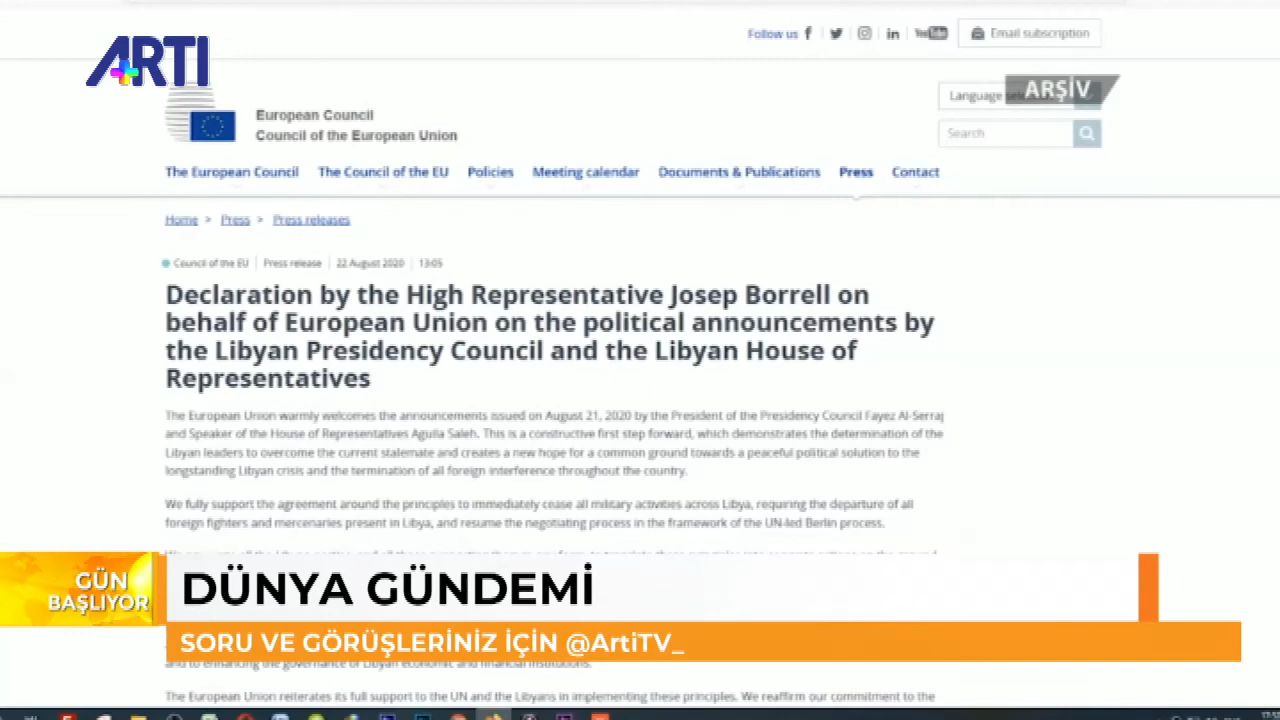 ARTI
Follow us
You Tube
Email subscription
ARŞİV
Language
European Council
Council of the European Union
Search
The European Council The Council of the EU Policies Meeting calendar Documents & Publications Press Contact
Home > Press > Press releases
Council of the EU | Press release | 22 August 2020 | 13:05
Declaration by the High Representative Josep Borrell on
behalf of European Union on the political announcements by
the Libyan Presidency Council and the Libyan House of
Representatives
The European Union warmly welcomes the announcements issued on August 21, 2020 by the President of the Presidency Council Fayez Al-Serraj
and Speaker of the House of Representatives Aguila Saleh. This is a constructive first step forward, which demonstrates the determination of the
Libyan leaders to overcome the current stalemate and creates a new hope for a common ground towards a peaceful political solution to the
longstanding Libyan crisis and the termination of all foreign interference throughout the country.
We fully support the agreement around the principles to immediately cease all military activities across Libya, requiring the departure of all
foreign fighters and mercenaries present in Libya, and resume the negotiating process in the framework of the UN-led Berlin process.
GÜN
BAŞLIYOR
DÜNYA GÜNDEMİ
SORU VE GÖRÜŞLERİNİZ İÇİN @ArtiTV_
and to enhancing the governance of Libyan economic and financial institutions.
The European Union reiterates its full support to the UN and the Libyans in implementing these principles. We reaffirm our commitment to the